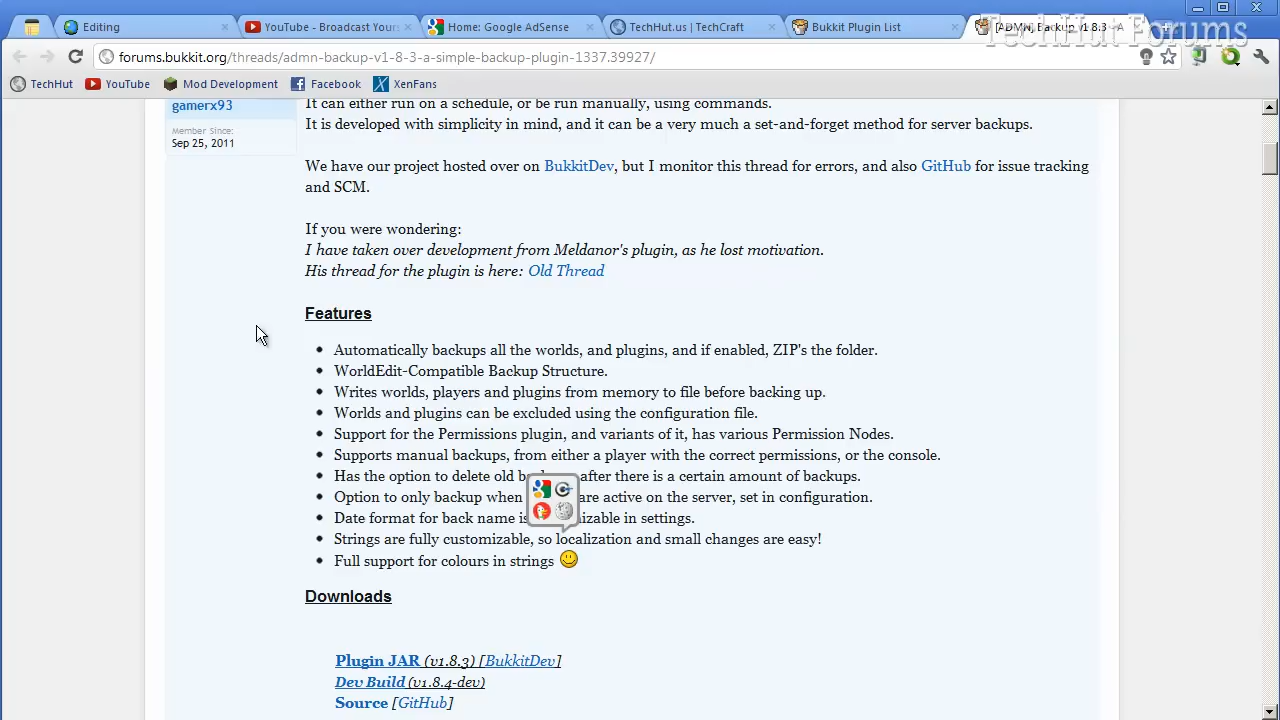 Editing
YouTube - Broadcast Yours
Home: Google AdSense
TechHut.us | TechCraft
Bukkit Plugin List
[ADMN] Backup v1.8.3 - A
TechHut Forums
forums.bukkit.org/threads/admn-backup-v1-8-3-a-simple-backup-plugin-1337.39927/
TechHut
YouTube
Mod Development
Facebook
XenFans
gamerx93
Member Since:
Sep 25, 2011
It can either run on a schedule, or be run manually, using commands.
It is developed with simplicity in mind, and it can be a very much a set-and-forget method for server backups.
We have our project hosted over on BukkitDev, but I monitor this thread for errors, and also GitHub for issue tracking
and SCM.
If you were wondering:
I have taken over development from Meldanor's plugin, as he lost motivation.
His thread for the plugin is here: Old Thread
Features
Automatically backups all the worlds, and plugins, and if enabled, ZIP's the folder.
WorldEdit-Compatible Backup Structure.
Writes worlds, players and plugins from memory to file before backing up.
Worlds and plugins can be excluded using the configuration file.
Support for the Permissions plugin, and variants of it, has various Permission Nodes.
Supports manual backups, from either a player with the correct permissions, or the console.
Has the option to delete old after there is a certain amount of backups.
Option to only backup when are active on the server, set in configuration.
Date format for back name is in settings.
Strings are fully customizable, so localization and small changes are easy!
Full support for colours in strings
Downloads
Plugin JAR (v1.8.3) [BukkitDev]
Dev Build (v1.8.4-dev)
Source [GitHub]